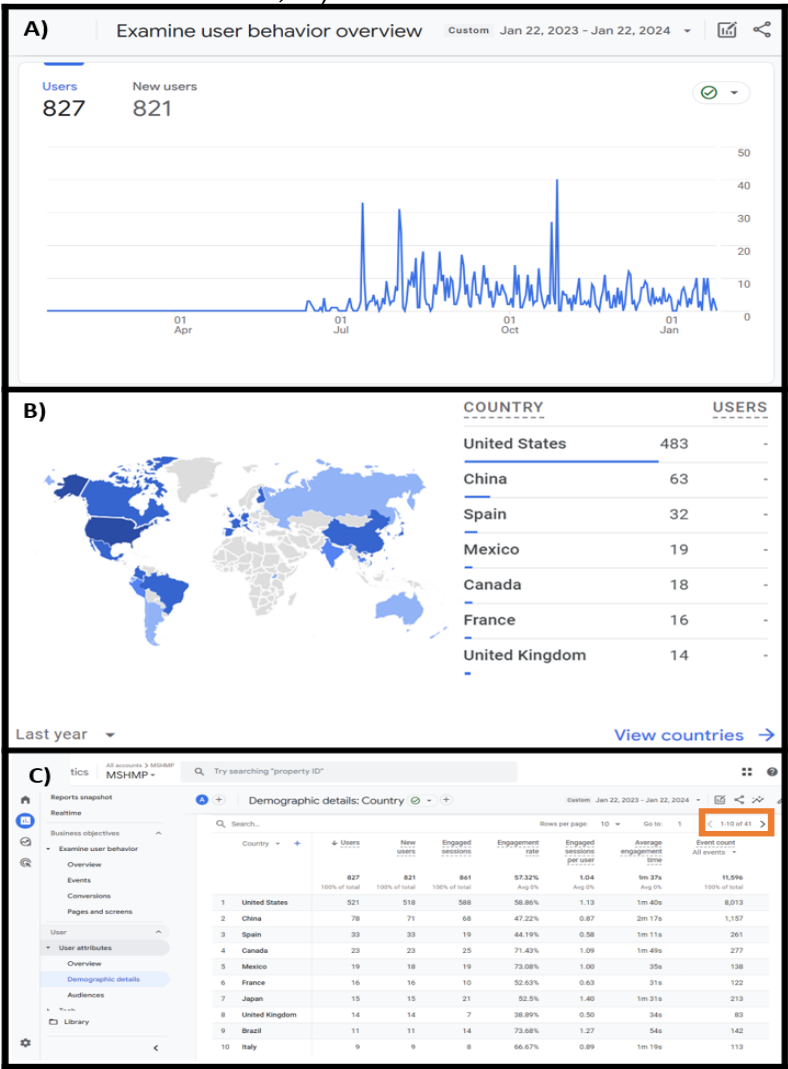 A) Examine user behavior overview Custom Jan 22, 2023 - Jan 22, 2024
Users New users
827 821
50
40
30
20
10
0
01 01 01 01
Apr Jul Oct Jan
B) COUNTRY USERS
United States 483 -
China 63 -
Spain 32 -
Mexico 19 -
Canada 18 -
France 16 -
United Kingdom 14 -
Last year View countries →
C) tics All accounts > MSHMP
MSHMP
Try searching "property ID"
Reports snapshot
Realtime
Business objectives
Examine user behavior
Overview
Events
Conversions
Pages and screens
User
User attributes
Overview
Demographic details
Audiences
Tech
Library
A + Demographic details: Country +
Custom Jan 22, 2023 - Jan 22, 2024
Search... Rows per page: 10 Go to: 1 < 1-10 of 41 >
Country + ↓ Users New users Engaged sessions Engagement rate Engaged sessions per user Average engagement time Event count All events
827 821 861 57.32% 1.04 1m 37s 11,596
100% of total 100% of total 100% of total Avg 0% Avg 0% Avg 0% 100% of total
1 United States 521 518 588 58.86% 1.13 1m 40s 8,013
2 China 78 71 68 47.22% 0.87 2m 17s 1,157
3 Spain 33 33 19 44.19% 0.58 1m 11s 261
4 Canada 23 23 25 71.43% 1.09 1m 49s 277
5 Mexico 19 18 19 73.08% 1.00 35s 138
6 France 16 16 10 52.63% 0.63 31s 122
7 Japan 15 15 21 52.5% 1.40 1m 31s 213
8 United Kingdom 14 14 7 38.89% 0.50 34s 83
9 Brazil 11 11 14 73.68% 1.27 54s 142
10 Italy 9 9 8 66.67% 0.89 1m 19s 113